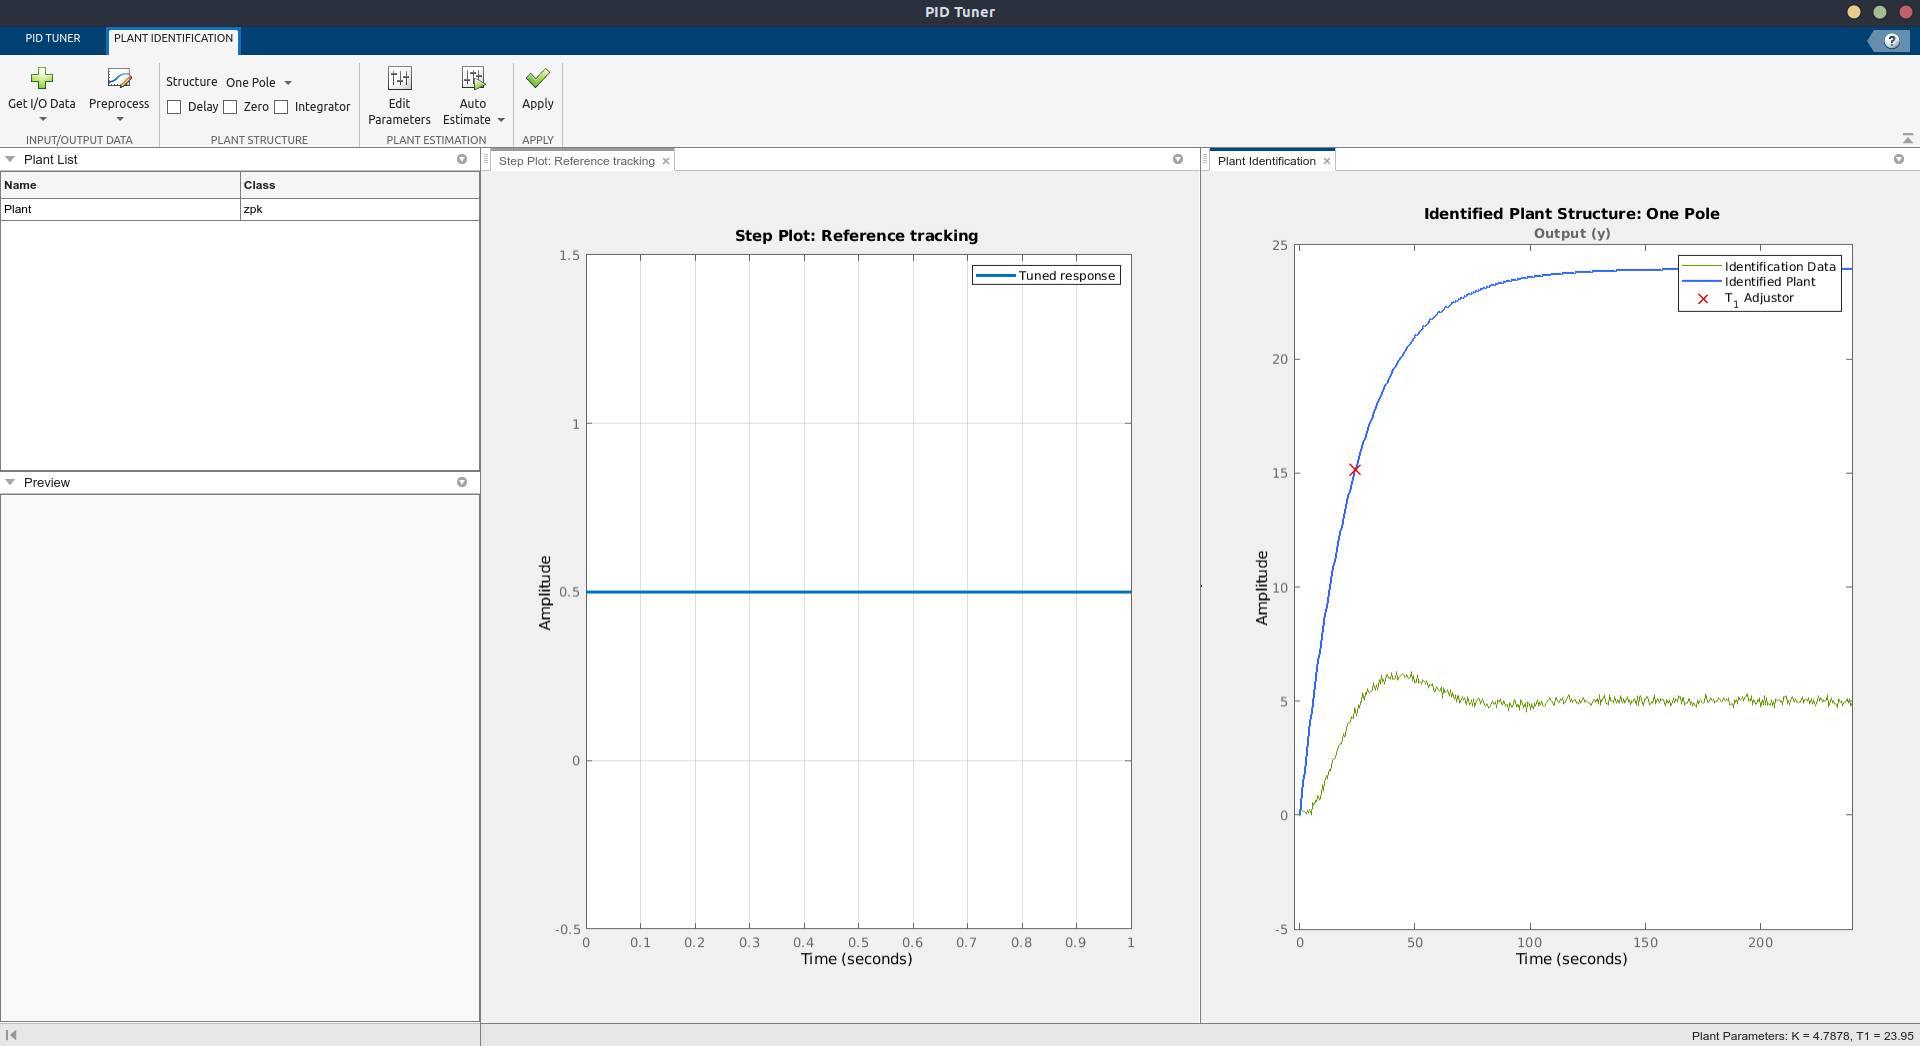 PID Tuner
PID TUNER
PLANT IDENTIFICATION
?
Get I/O Data
Preprocess
Structure One Pole
Delay Zero Integrator
Edit
Parameters
Auto
Estimate
Apply
INPUT/OUTPUT DATA
PLANT STRUCTURE
PLANT ESTIMATION
APPLY
Plant List
Name Class
Plant zpk
Preview
Step Plot: Reference tracking
Step Plot: Reference tracking
Tuned response
1.5
1
0.5
0
-0.5
Amplitude
0 0.1 0.2 0.3 0.4 0.5 0.6 0.7 0.8 0.9 1
Time (seconds)
Plant Identification
Identified Plant Structure: One Pole
Output (y)
Identification Data
Identified Plant
T1 Adjustor
25
20
15
10
5
0
-5
Amplitude
0 50 100 150 200
Time (seconds)
Plant Parameters: K = 4.7878, T1 = 23.95